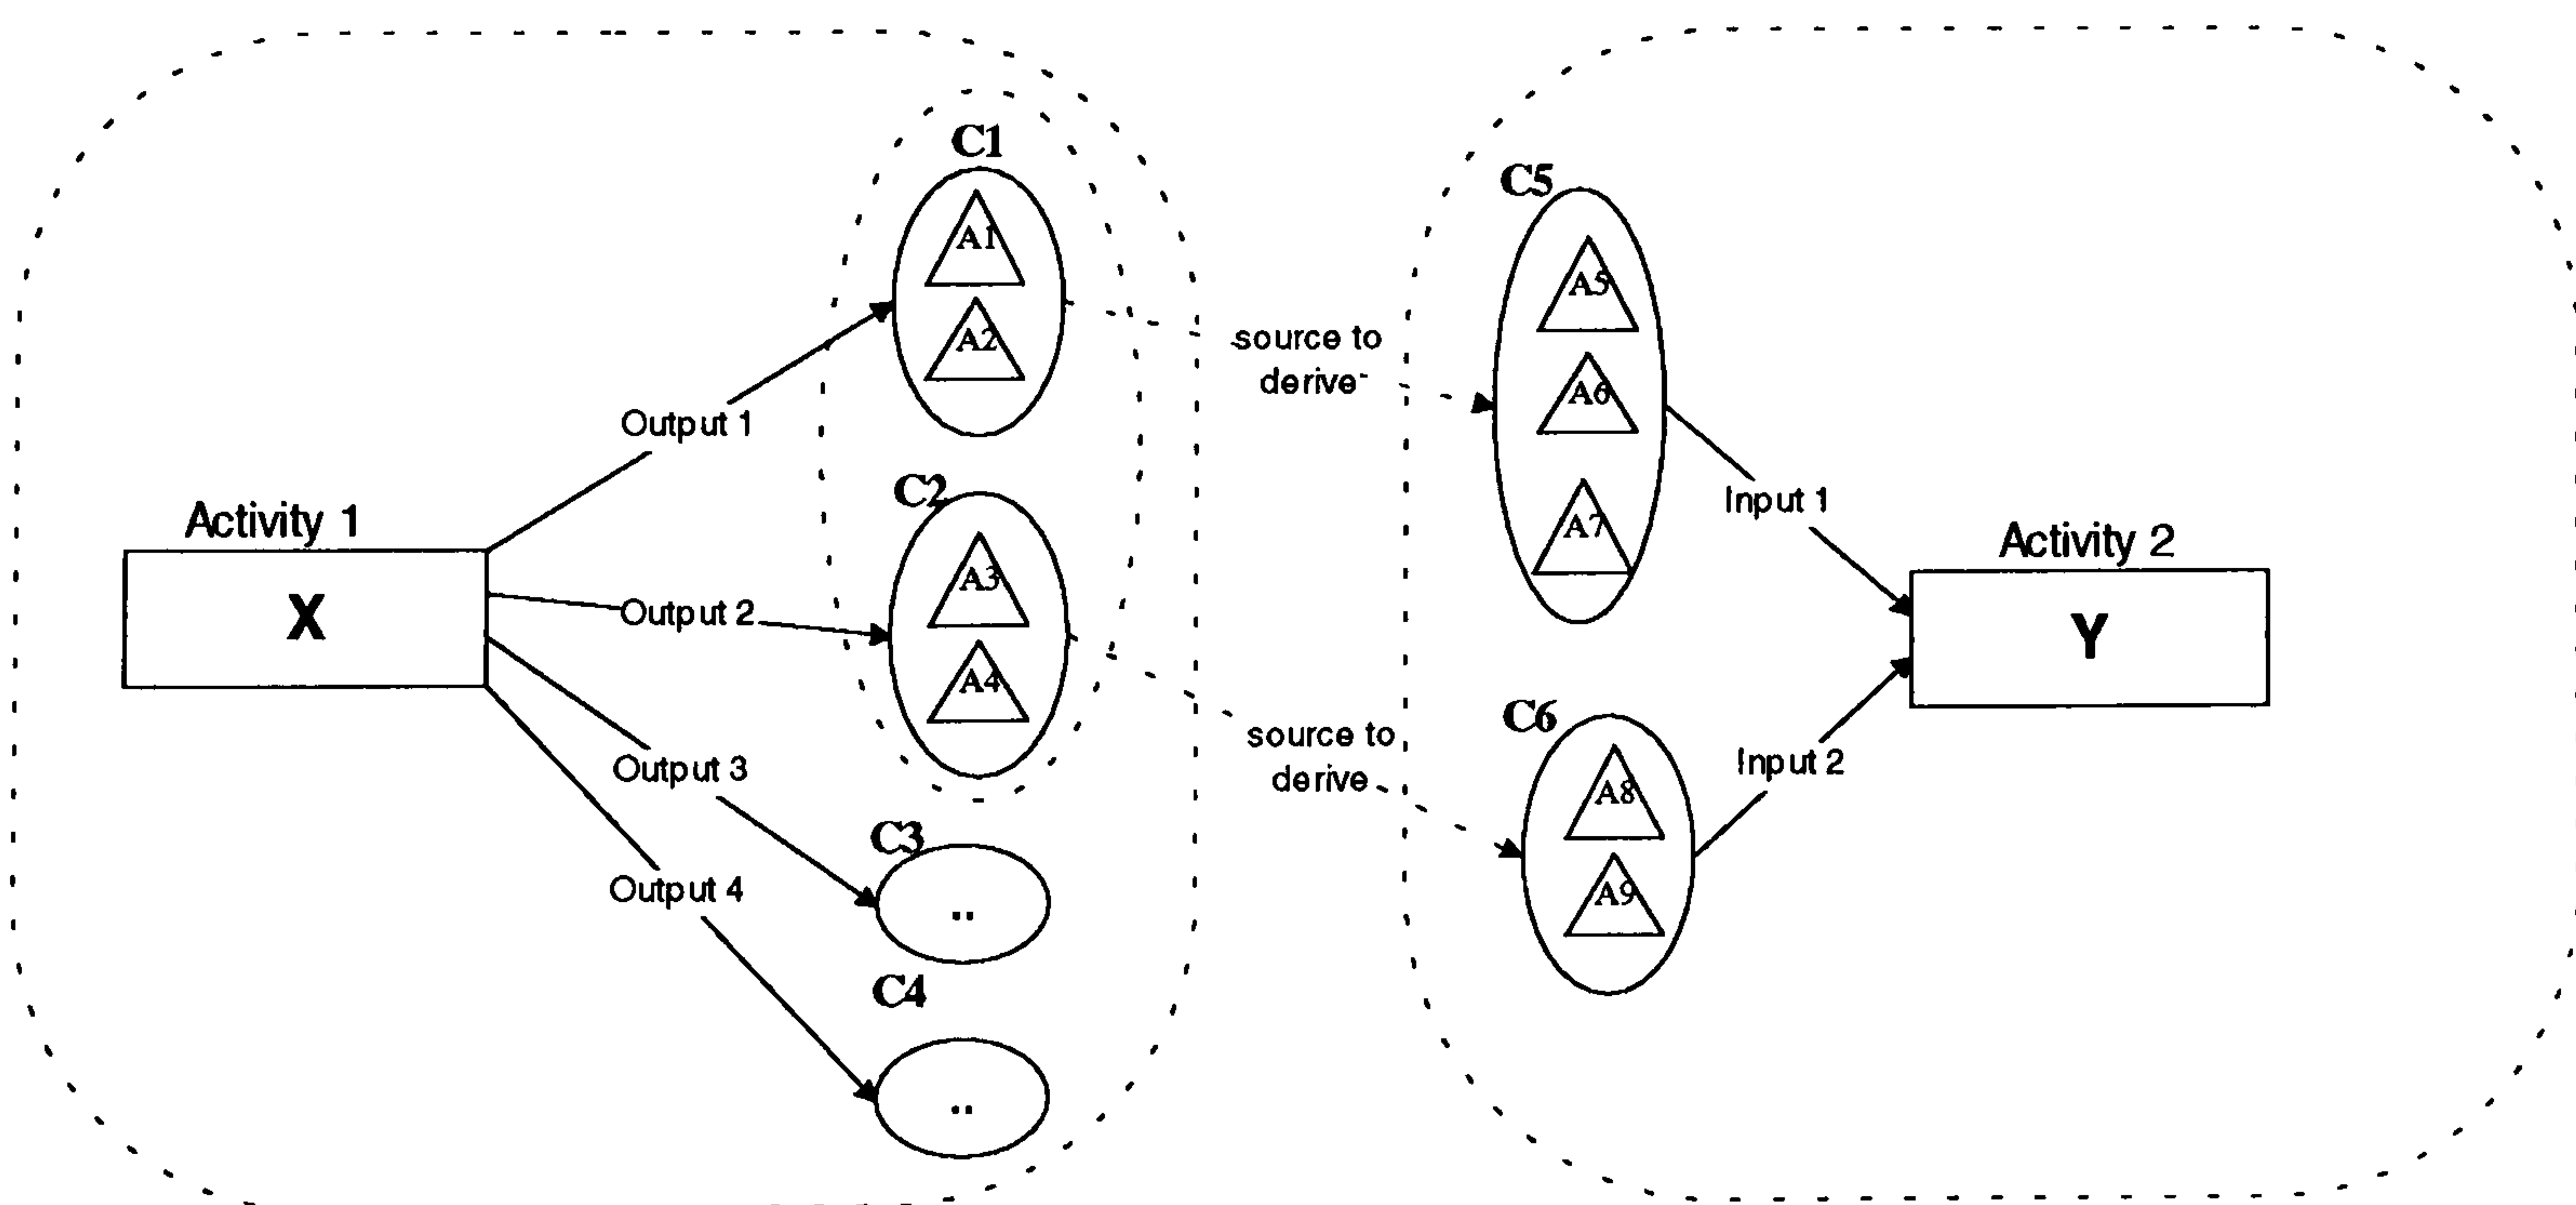 Activity 1
X
Output 1
Output 2
Output 3
Output 4
C1
A1
A2
C2
A3
A4
C3
..
C4
..
source to
derive
source to
derive
C5
A5
A6
A7
C6
A8
A9
Input 1
Input 2
Activity 2
Y